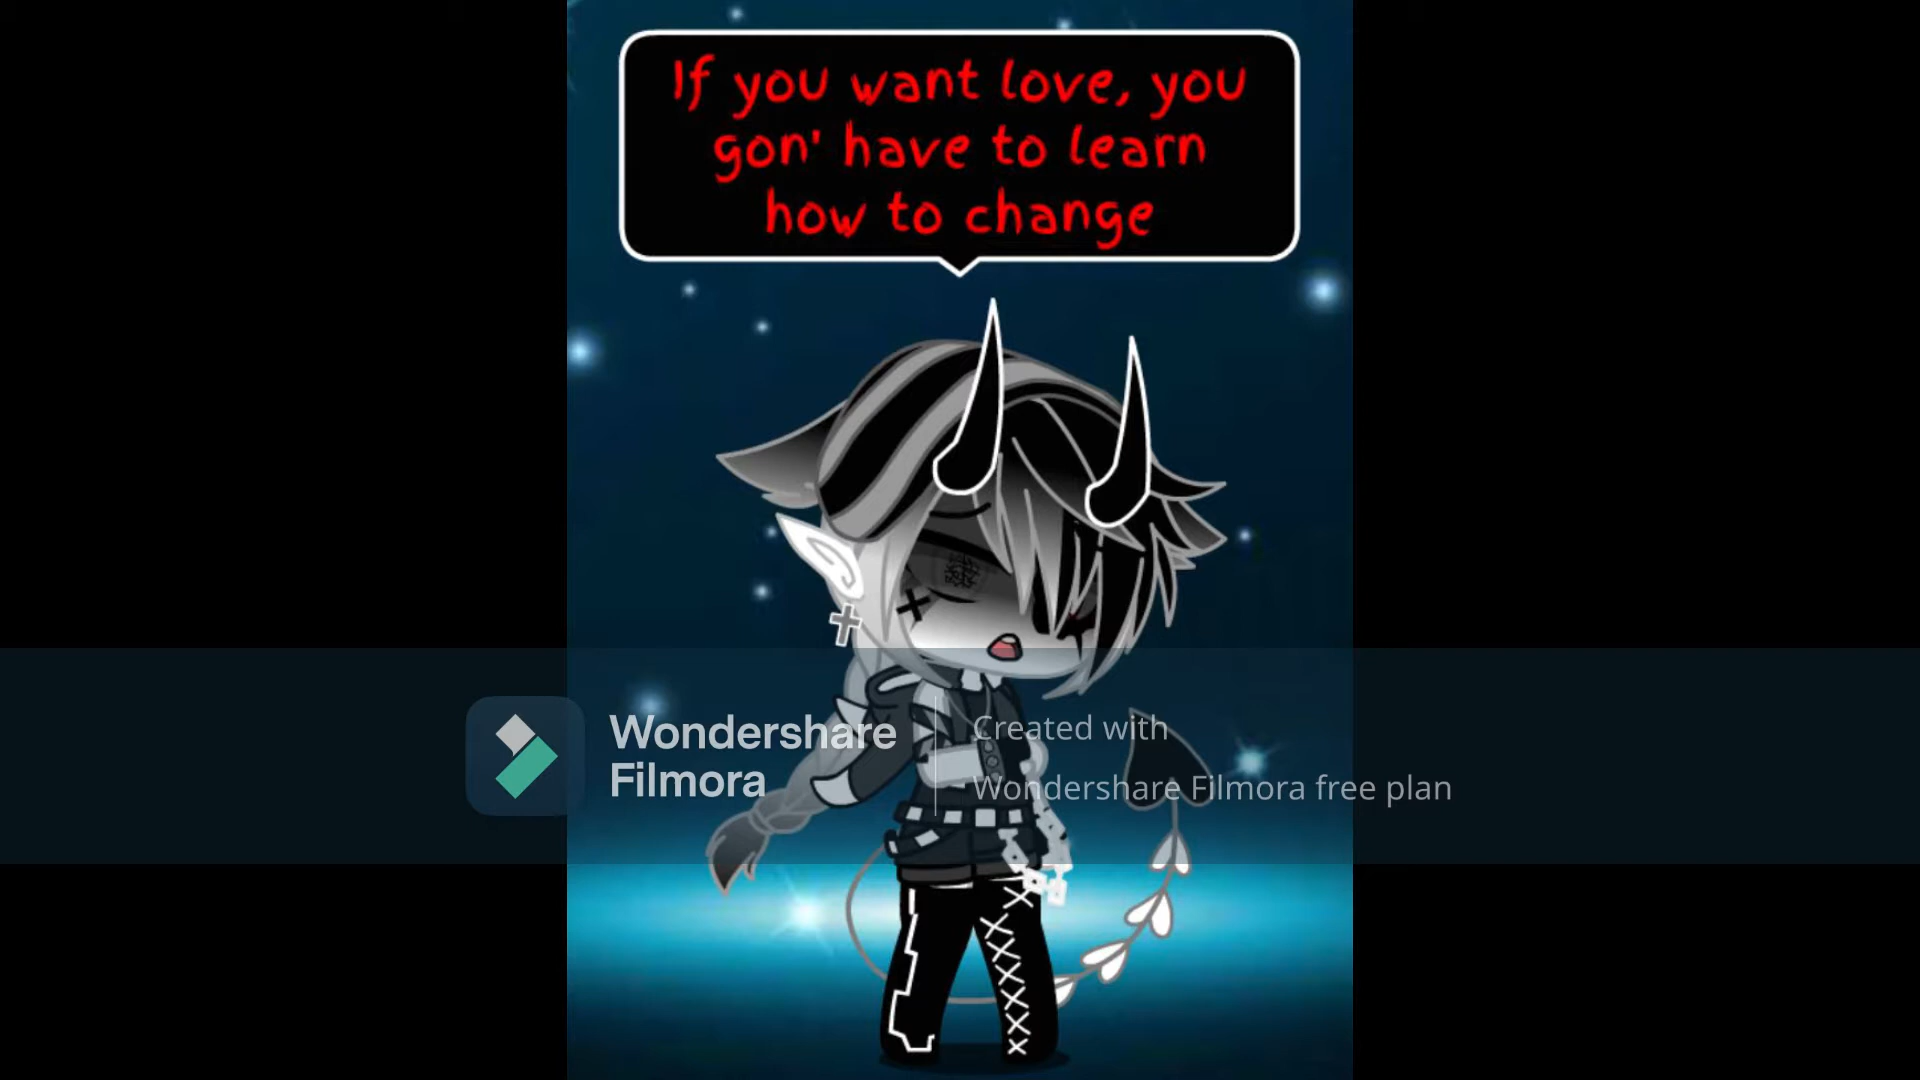 If you want love, you
gon' have to learn
how to change
Wondershare
Filmora
Created with
Wondershare Filmora free plan